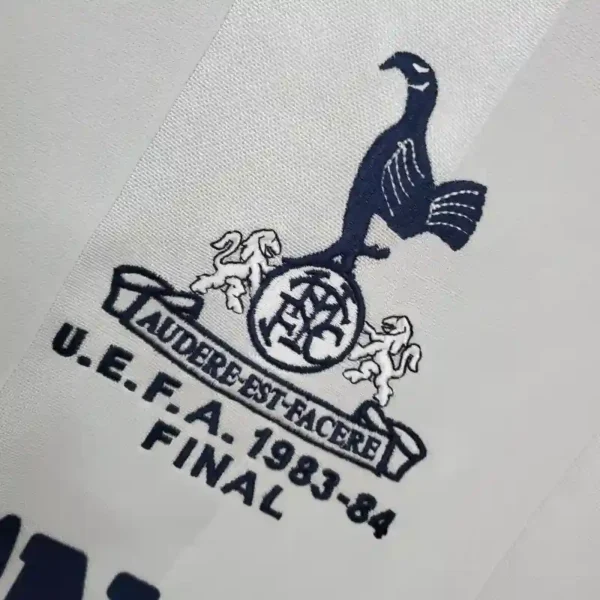 AUDERE-EST-FACERE
U.E.F.A. 1983-84
FINAL